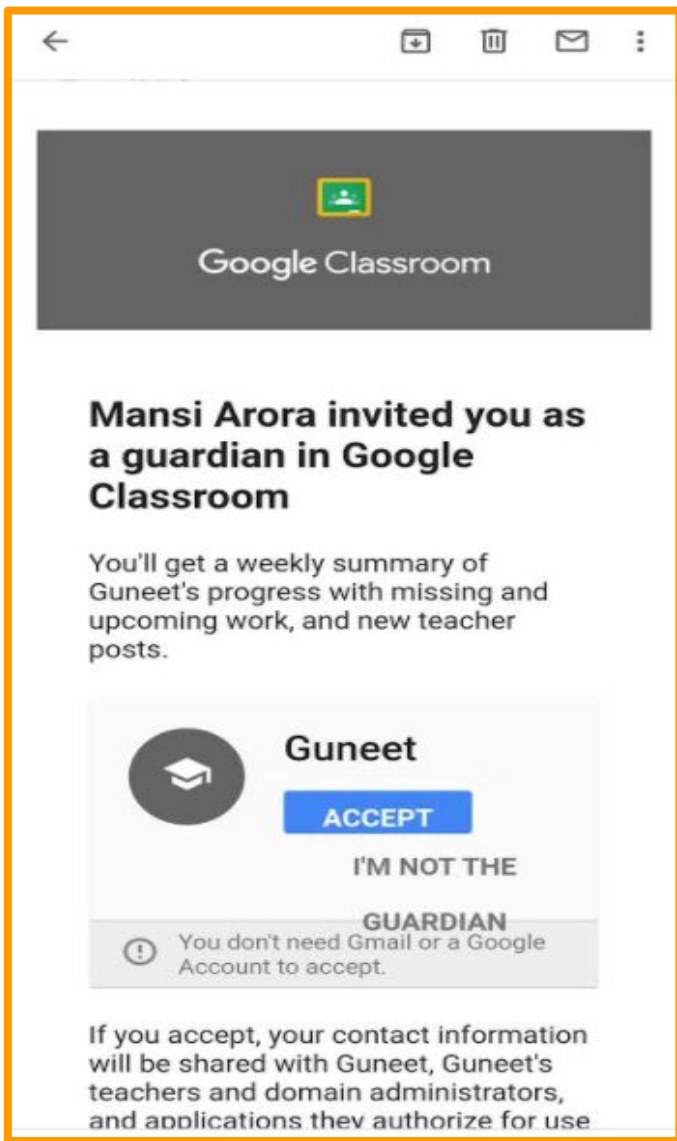 Google Classroom
Mansi Arora invited you as
a guardian in Google
Classroom
You'll get a weekly summary of
Guneet's progress with missing and
upcoming work, and new teacher
posts.
Guneet
ACCEPT
I'M NOT THE
GUARDIAN
You don't need Gmail or a Google
Account to accept.
If you accept, your contact information
will be shared with Guneet, Guneet's
teachers and domain administrators,
and applications they authorize for use